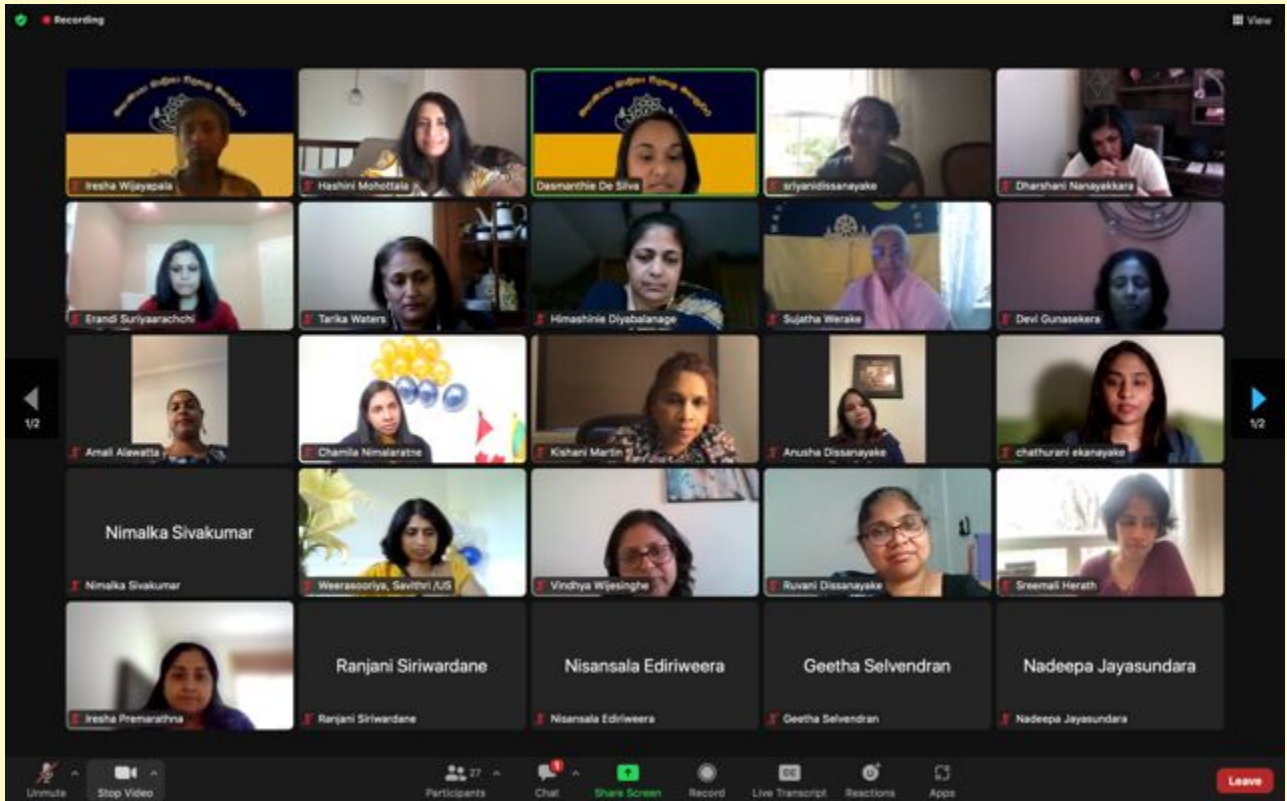 Recording
View
Iresha Wijayapala
Hashini Mohottala
Dasmanthie De Silva
sriyanidissanayake
Dharshani Nanayakkara
Erandi Suriyaarachchi
Tarika Waters
Himashinie Diyabalanage
Sujatha Werake
Devi Gunasekera
1/2
1/2
Amali Alawatta
Chamila Nimalaratne
Kishani Martin
Anusha Dissanayake
chathurani ekanayake
Nimalka Sivakumar
Nimalka Sivakumar
Weerasooriya, Savithri /US
Vindhya Wijesinghe
Ruvani Dissanayake
Sreemali Herath
Iresha Premarathna
Ranjani Siriwardane
Ranjani Siriwardane
Nisansala Ediriweera
Nisansala Ediriweera
Geetha Selvendran
Geetha Selvendran
Nadeepa Jayasundara
Nadeepa Jayasundara
Unmute
Stop Video
27
Participants
1
Chat
Share Screen
Record
CC
Live Transcript
Reactions
Apps
Leave